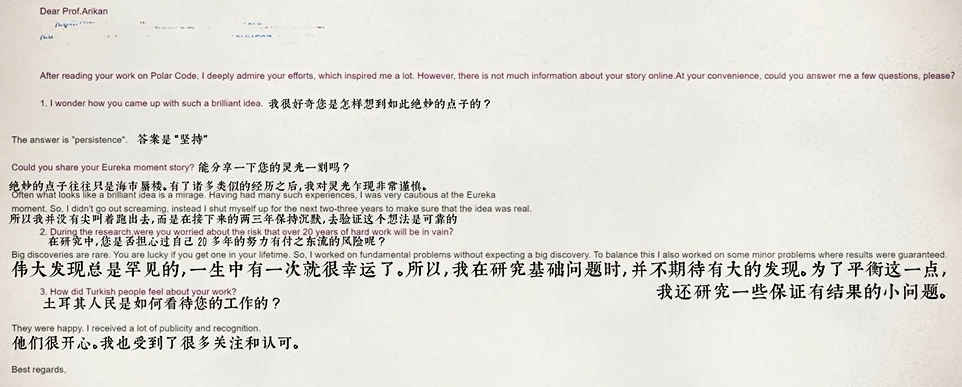 Dear Prof.Arikan
After reading your work on Polar Code, I deeply admire your efforts, which inspired me a lot. However, there is not much information about your story online.At your convenience, could you answer me a few questions, please?
1. I wonder how you came up with such a brilliant idea. 我很好奇您是怎样想到如此绝妙的点子的？
The answer is "persistence". 答案是“坚持”
Could you share your Eureka moment story? 能分享一下您的灵光一刻吗？
绝妙的点子往往只是海市蜃楼。有了诸多类似的经历之后，我对灵光乍现非常谨慎。
Often what looks like a brilliant idea is a mirage. Having had many such experiences, I was very cautious at the Eureka
moment. So, I didn't go out screaming, instead I shut myself up for the next two-three years to make sure that the idea was real.
所以我并没有尖叫着跑出去，而是在接下来的两三年保持沉默，去验证这个想法是可靠的
2. During the research,were you worried about the risk that over 20 years of hard work will be in vain?
在研究中，您是否担心过自己 20 多年的努力有付之东流的风险呢？
Big discoveries are rare. You are lucky if you get one in your lifetime. So, I worked on fundamental problems without expecting a big discovery. To balance this I also worked on some minor problems where results were guaranteed.
伟大发现总是罕见的，一生中有一次就很幸运了。所以，我在研究基础问题时，并不期待有大的发现。为了平衡这一点，
我还研究一些保证有结果的小问题。
3. How did Turkish people feel about your work?
土耳其人民是如何看待您的工作的？
They were happy. I received a lot of publicity and recognition.
他们很开心。我也受到了很多关注和认可。
Best regards,